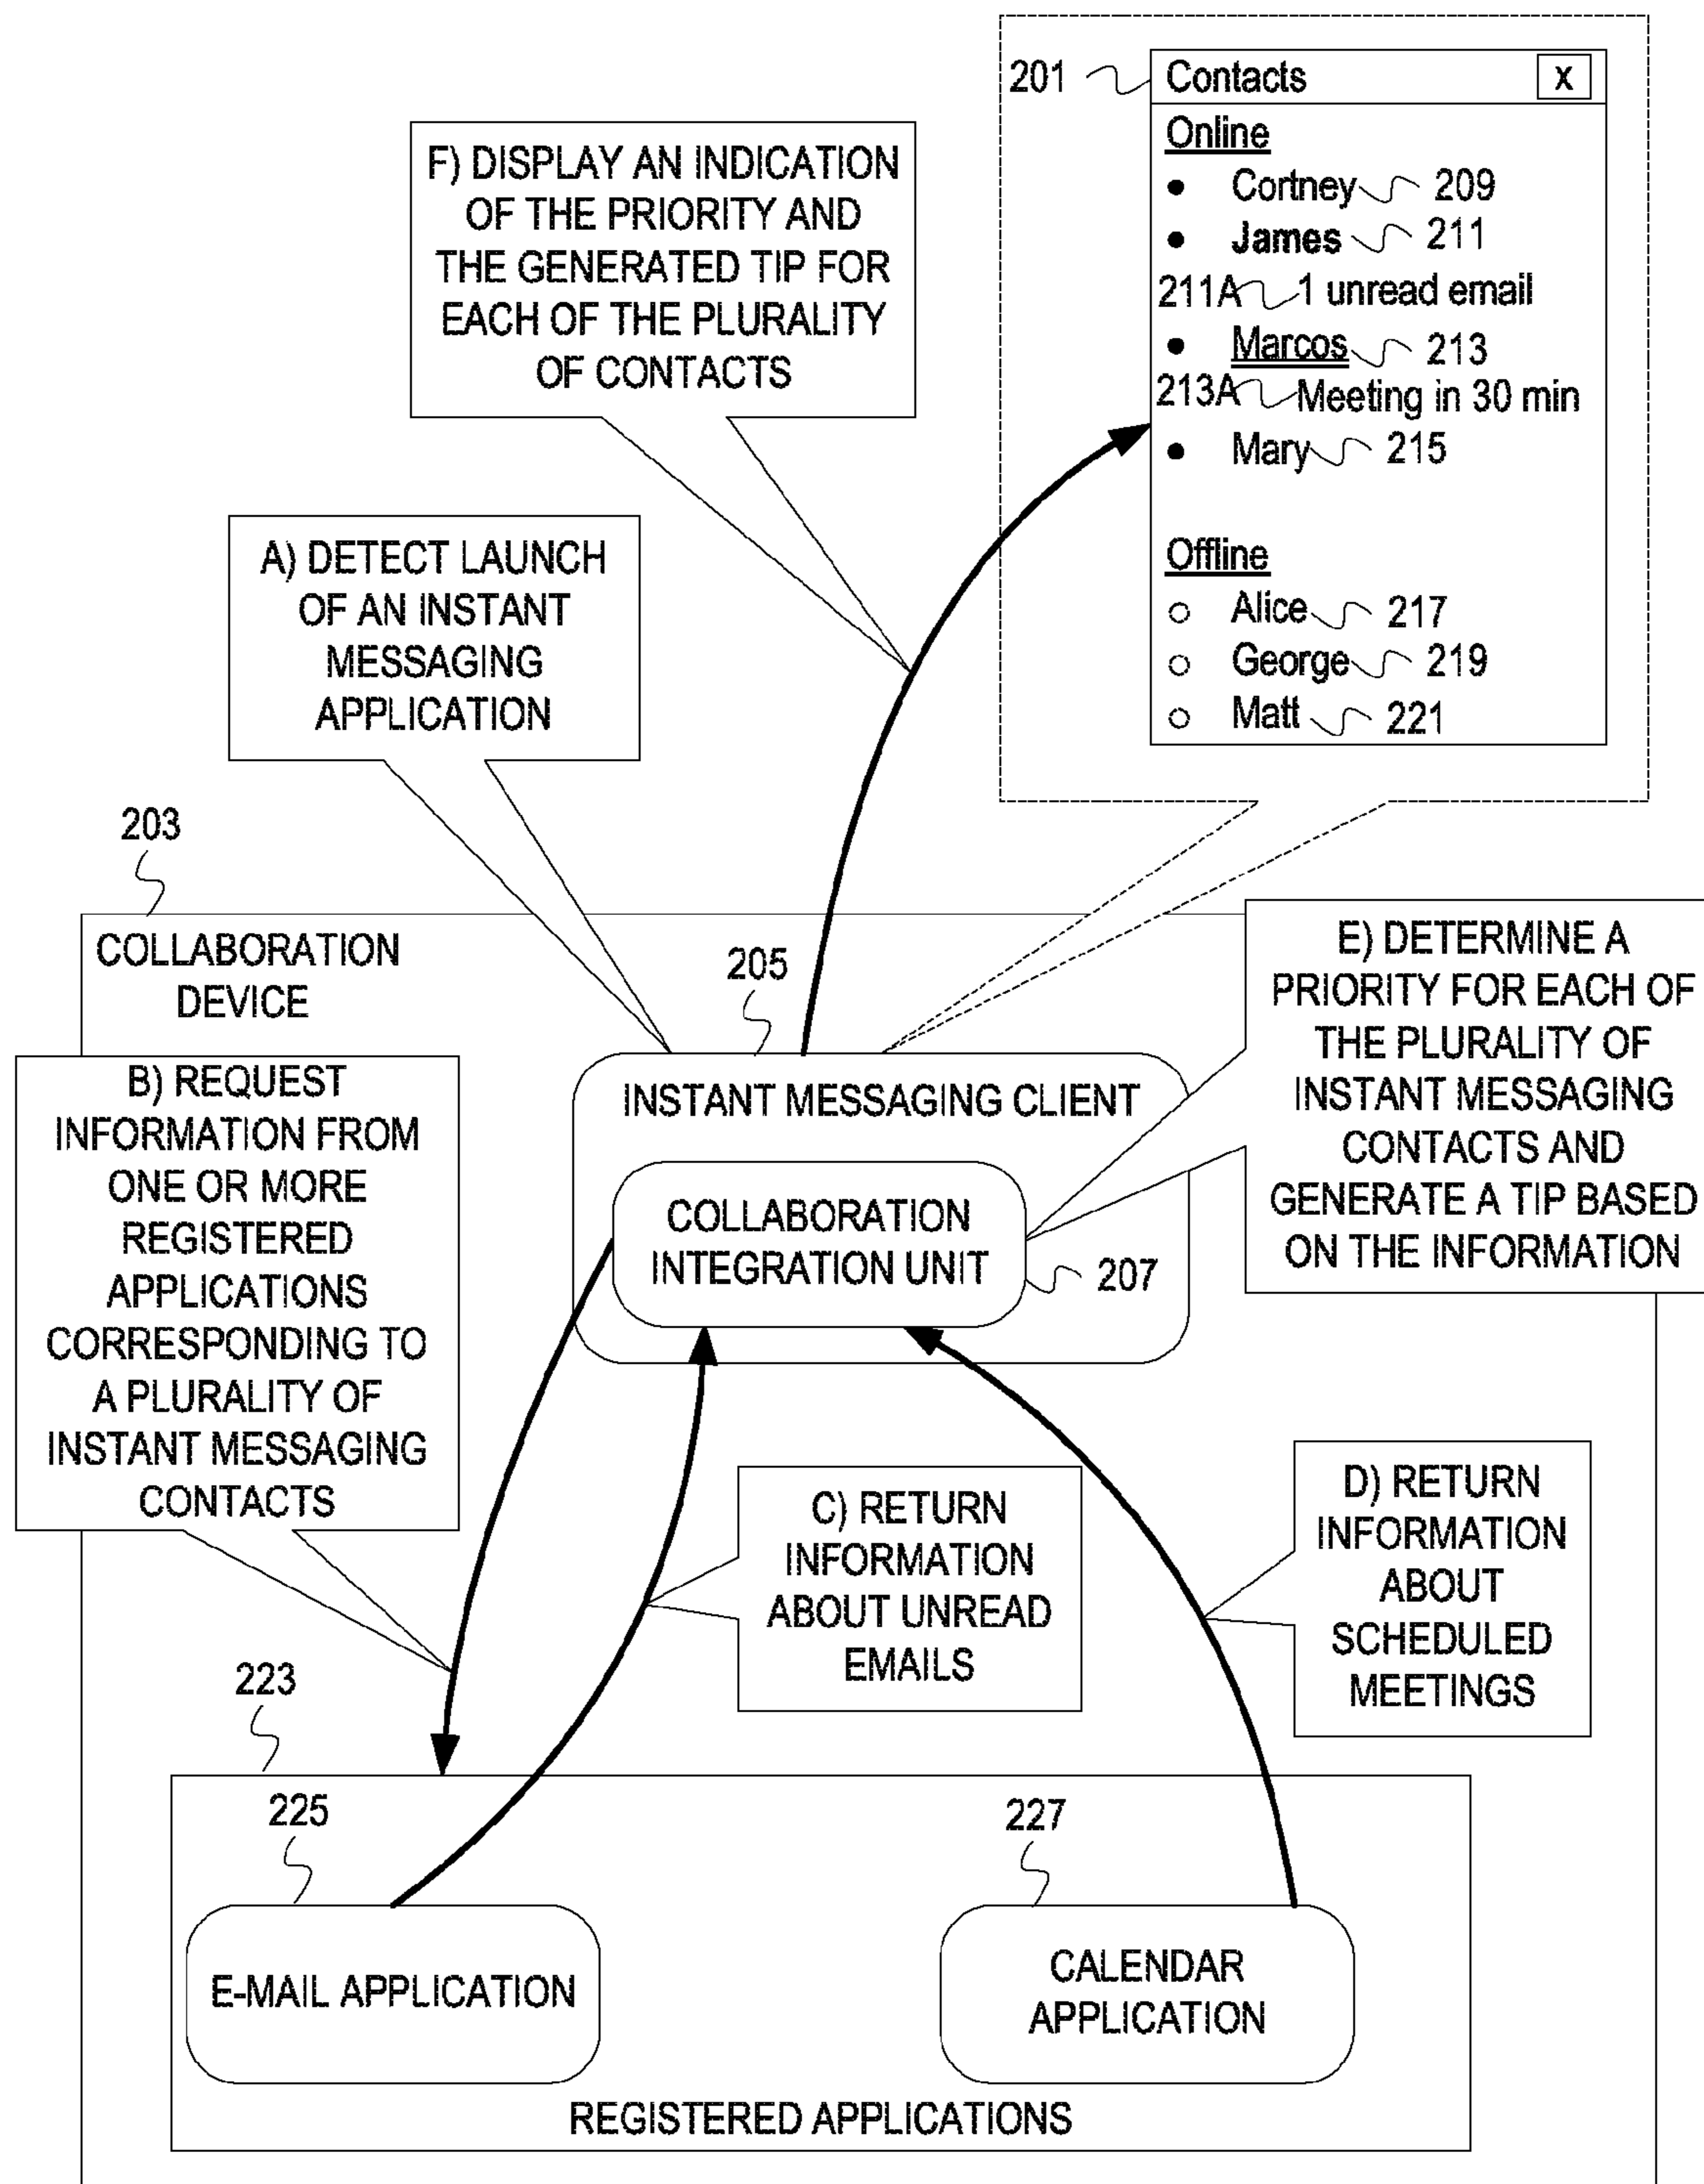 201
Contacts
X
Online
Cortney 209
James 211
211A 1 unread email
Marcos 213
213A Meeting in 30 min
Mary 215
Offline
Alice 217
George 219
Matt 221
F) DISPLAY AN INDICATION
OF THE PRIORITY AND
THE GENERATED TIP FOR
EACH OF THE PLURALITY
OF CONTACTS
A) DETECT LAUNCH
OF AN INSTANT
MESSAGING
APPLICATION
203
COLLABORATION
DEVICE
205
INSTANT MESSAGING CLIENT
COLLABORATION
INTEGRATION UNIT
207
E) DETERMINE A
PRIORITY FOR EACH OF
THE PLURALITY OF
INSTANT MESSAGING
CONTACTS AND
GENERATE A TIP BASED
ON THE INFORMATION
B) REQUEST
INFORMATION FROM
ONE OR MORE
REGISTERED
APPLICATIONS
CORRESPONDING TO
A PLURALITY OF
INSTANT MESSAGING
CONTACTS
C) RETURN
INFORMATION
ABOUT UNREAD
EMAILS
D) RETURN
INFORMATION
ABOUT
SCHEDULED
MEETINGS
223
225
E-MAIL APPLICATION
227
CALENDAR
APPLICATION
REGISTERED APPLICATIONS